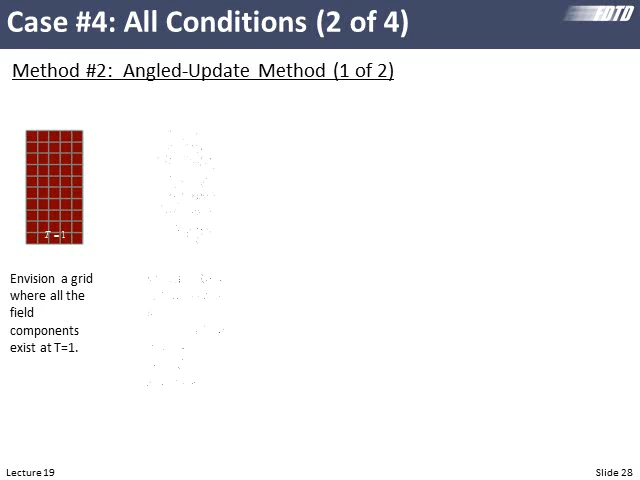 Case #4: All Conditions (2 of 4)
FDTD
Method #2: Angled-Update Method (1 of 2)
T = 1
Envision a grid
where all the
field
components
exist at T=1.
Lecture 19
Slide 28